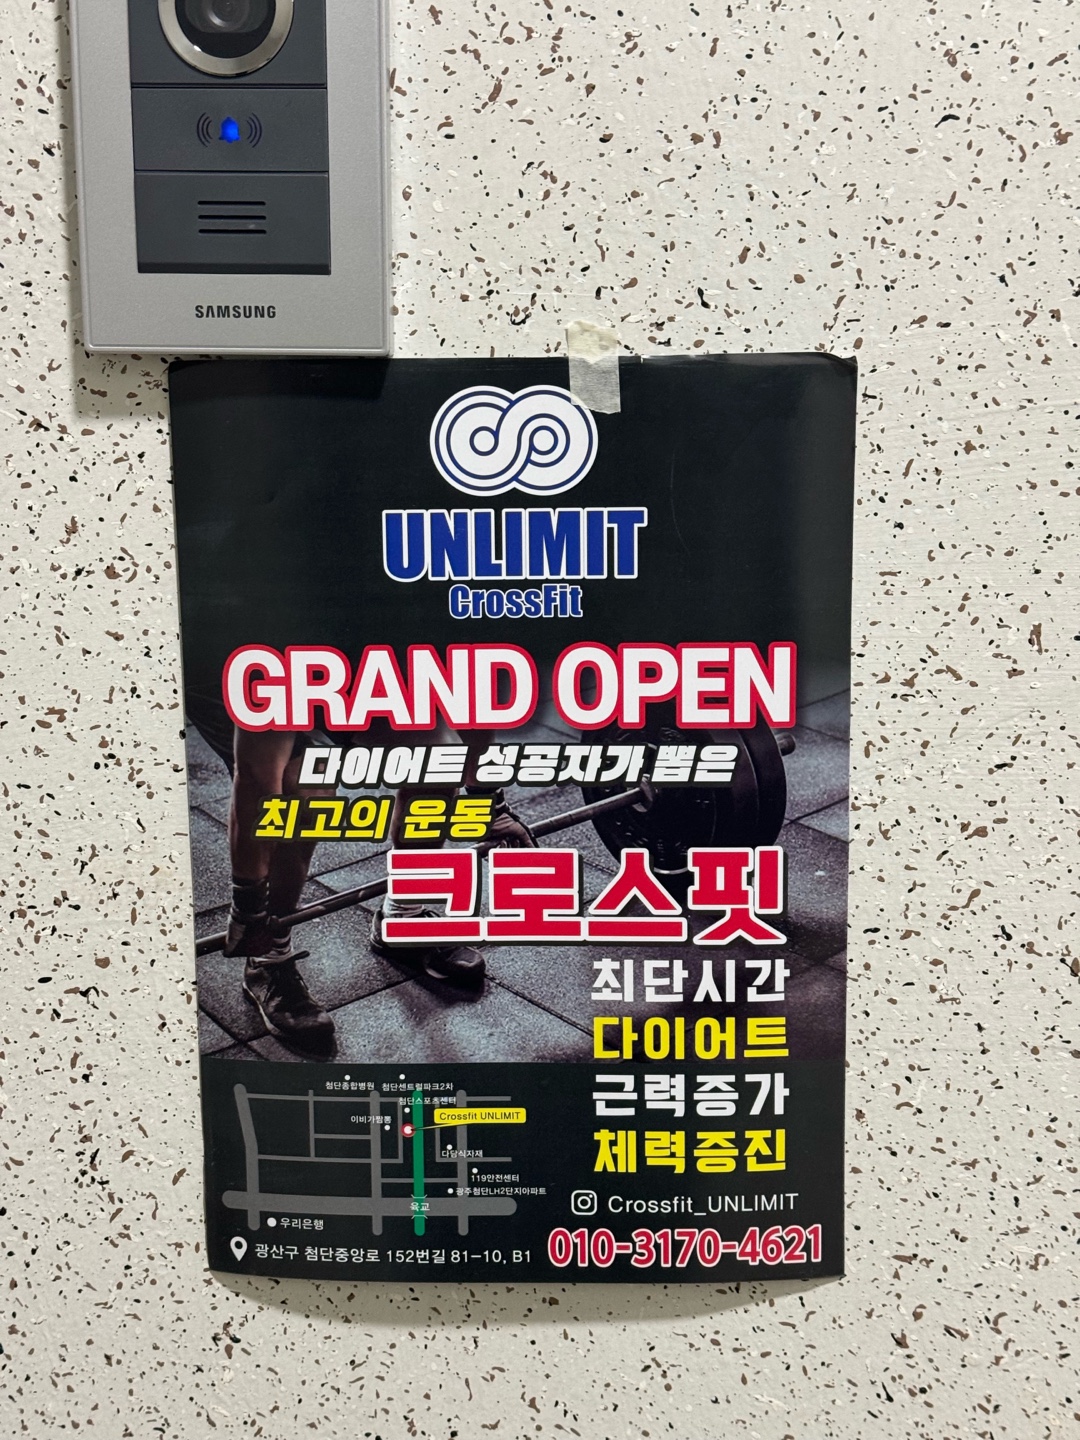 SAMSUNG
UNLIMIT
CrossFit
GRAND OPEN
다이어트 성공자가 뽑은
최고의 운동
크로스핏
최단시간
다이어트
근력증가
체력증진
첨단종합병원 첨단센트럴파크2차
첨단스포츠센터
이비가짬뽕
Crossfit UNLIMIT
다담식자재
119안전센터
광주첨단LH2단지아파트
육교
우리은행
Crossfit_UNLIMIT
광산구 첨단중앙로 152번길 81-10, B1
010-3170-4621